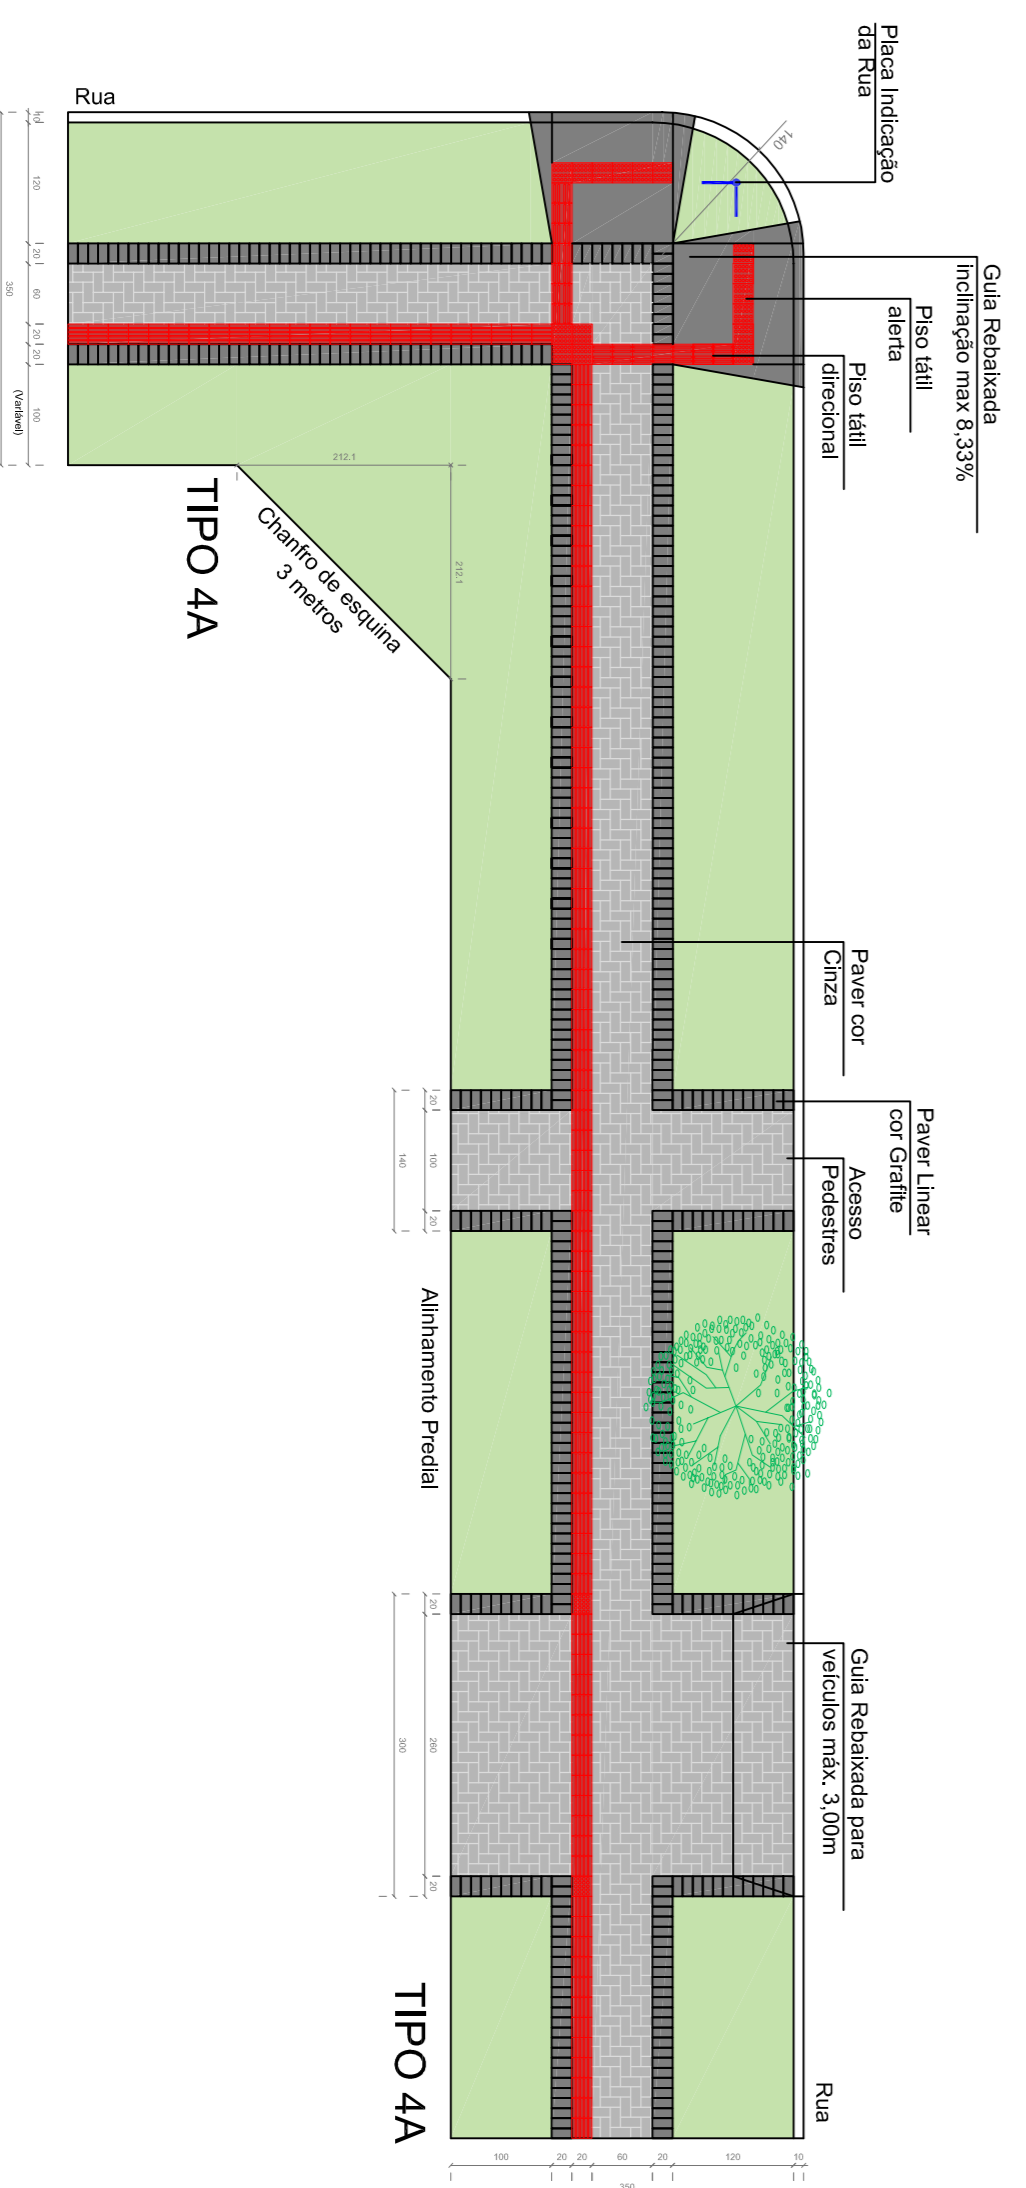 Rua
Placa Indicação
da Rua
140
Guia Rebaixada
inclinação max 8,33%
Piso tátil
alerta
Piso tátil
direcional
10
120
20
60
20
20
100
(Variável)
350
212.1
212.1
Chanfro de esquina
3 metros
TIPO 4A
Paver cor
Cinza
Paver Linear
cor Grafite
Acesso
Pedestres
20
100
20
140
Alinhamento Predial
Guia Rebaixada para
veículos máx. 3,00m
20
260
20
300
TIPO 4A
Rua
100
20
20
60
20
120
10
350